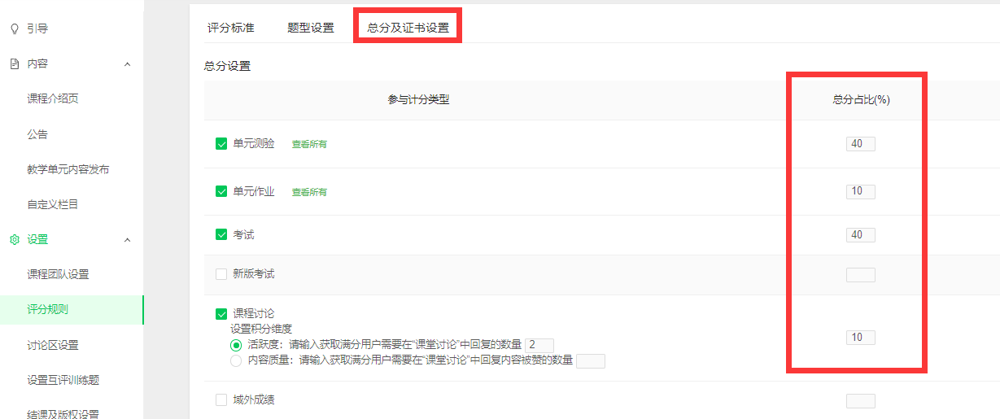 引导
内容
课程介绍页
公告
教学单元内容发布
自定义栏目
设置
课程团队设置
评分规则
讨论区设置
设置互评训练题
结课及版权设置
评分标准 题型设置 总分及证书设置
总分设置
参与计分类型 总分占比(%)
单元测验 查看所有 40
单元作业 查看所有 10
考试 40
新版考试
课程讨论
设置积分维度
活跃度：请输入获取满分用户需要在“课堂讨论”中回复的数量 2
10
内容质量：请输入获取满分用户需要在“课堂讨论”中回复内容被赞的数量
域外成绩